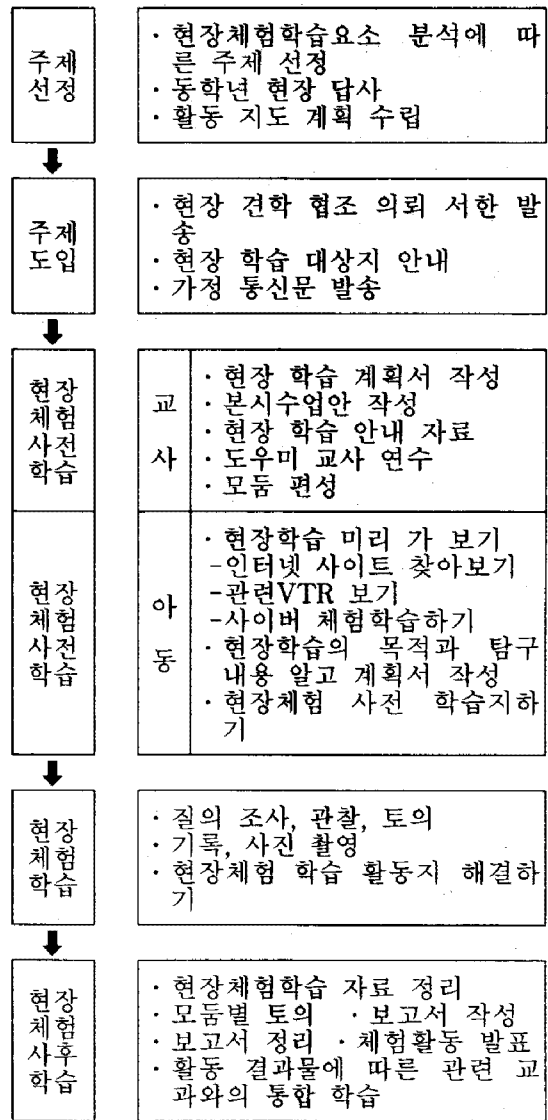 주제
선정
· 현장체험학습요소 분석에 따
른 주제 선정
· 동학년 현장 답사
· 활동 지도 계획 수립
주제
도입
· 현장 견학 협조 의뢰 서한 발
송
· 현장 학습 대상지 안내
· 가정 통신문 발송
현장
체험
사전
학습
교
사
· 현장 학습 계획서 작성
· 본시수업안 작성
· 현장 학습 안내 자료
· 도우미 교사 연수
· 모둠 편성
현장
체험
사전
학습
아
동
· 현장학습 미리 가 보기
-인터넷 사이트 찾아보기
-관련VTR 보기
-사이버 체험학습하기
· 현장학습의 목적과 탐구
내용 알고 계획서 작성
· 현장체험 사전 학습지하
기
현장
체험
학습
· 질의 조사, 관찰, 토의
· 기록, 사진 촬영
· 현장체험 학습 활동지 해결하
기
현장
체험
사후
학습
· 현장체험학습 자료 정리
· 모둠별 토의 · 보고서 작성
· 보고서 정리 · 체험활동 발표
· 활동 결과물에 따른 관련 교
과와의 통합 학습